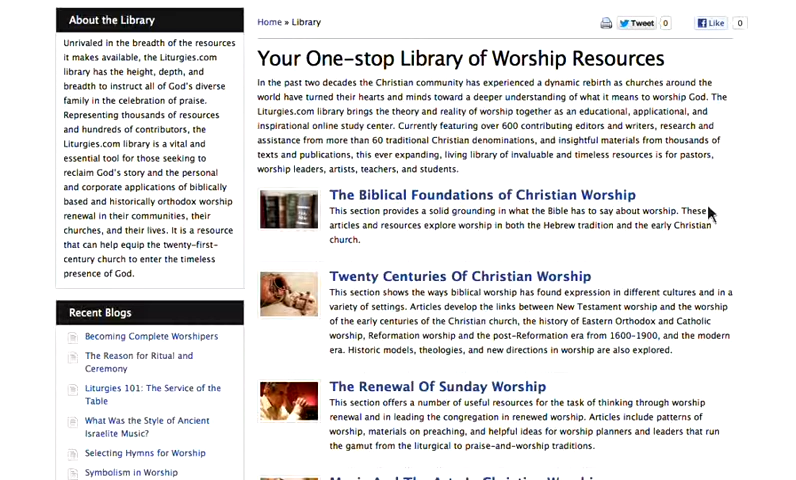 About the Library
Unrivaled in the breadth of the resources
it makes available, the Liturgies.com
library has the height, depth, and
breadth to instruct all of God's diverse
family in the celebration of praise.
Representing thousands of resources
and hundreds of contributors, the
Liturgies.com library is a vital and
essential tool for those seeking to
reclaim God's story and the personal
and corporate applications of biblically
based and historically orthodox worship
renewal in their communities, their
churches, and their lives. It is a resource
that can help equip the twenty-first-
century church to enter the timeless
presence of God.
Recent Blogs
Becoming Complete Worshipers
The Reason for Ritual and
Ceremony
Liturgies 101: The Service of the
Table
What Was the Style of Ancient
Israelite Music?
Selecting Hymns for Worship
Symbolism in Worship
Home » Library
Tweet 0
Like 0
Your One-stop Library of Worship Resources
In the past two decades the Christian community has experienced a dynamic rebirth as churches around the
world have turned their hearts and minds toward a deeper understanding of what it means to worship God. The
Liturgies.com library brings the theory and reality of worship together as an educational, applicational, and
inspirational online study center. Currently featuring over 600 contributing editors and writers, research and
assistance from more than 60 traditional Christian denominations, and insightful materials from thousands of
texts and publications, this ever expanding, living library of invaluable and timeless resources is for pastors,
worship leaders, artists, teachers, and students.
The Biblical Foundations of Christian Worship
This section provides a solid grounding in what the Bible has to say about worship. These
articles and resources explore worship in both the Hebrew tradition and the early Christian
church.
Twenty Centuries Of Christian Worship
This section shows the ways biblical worship has found expression in different cultures and in a
variety of settings. Articles develop the links between New Testament worship and the worship
of the early centuries of the Christian church, the history of Eastern Orthodox and Catholic
worship, Reformation worship and the post-Reformation era from 1600-1900, and the modern
era. Historic models, theologies, and new directions in worship are also explored.
The Renewal Of Sunday Worship
This section offers a number of useful resources for the task of thinking through worship
renewal and in leading the congregation in renewed worship. Articles include patterns of
worship, materials on preaching, and helpful ideas for worship planners and leaders that run
the gamut from the liturgical to praise-and-worship traditions.